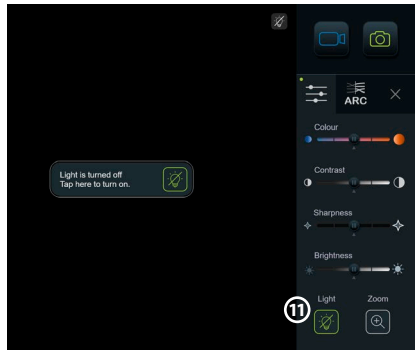 ARC
Colour
Contrast
Light is turned off
Tap here to turn on.
Sharpness
Brightness
11
Light Zoom